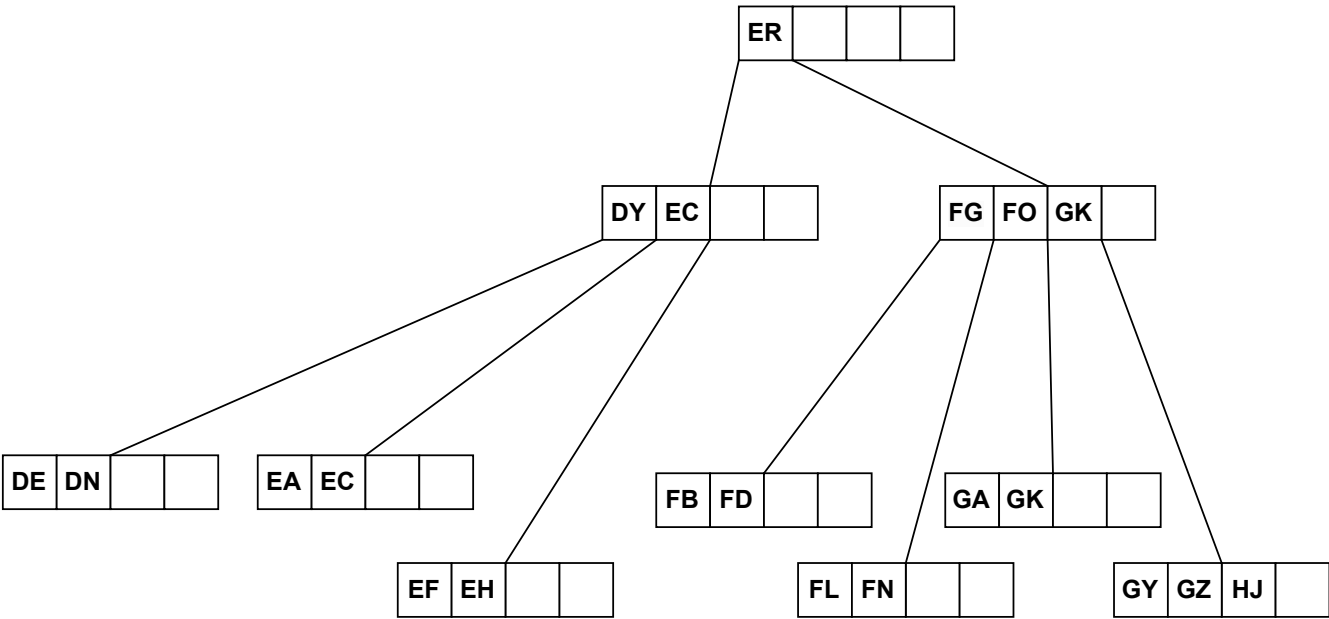 ER
DY EC
FG FO GK
DE DN
EA EC
FB FD
GA GK
EF EH
FL FN
GY GZ HJ